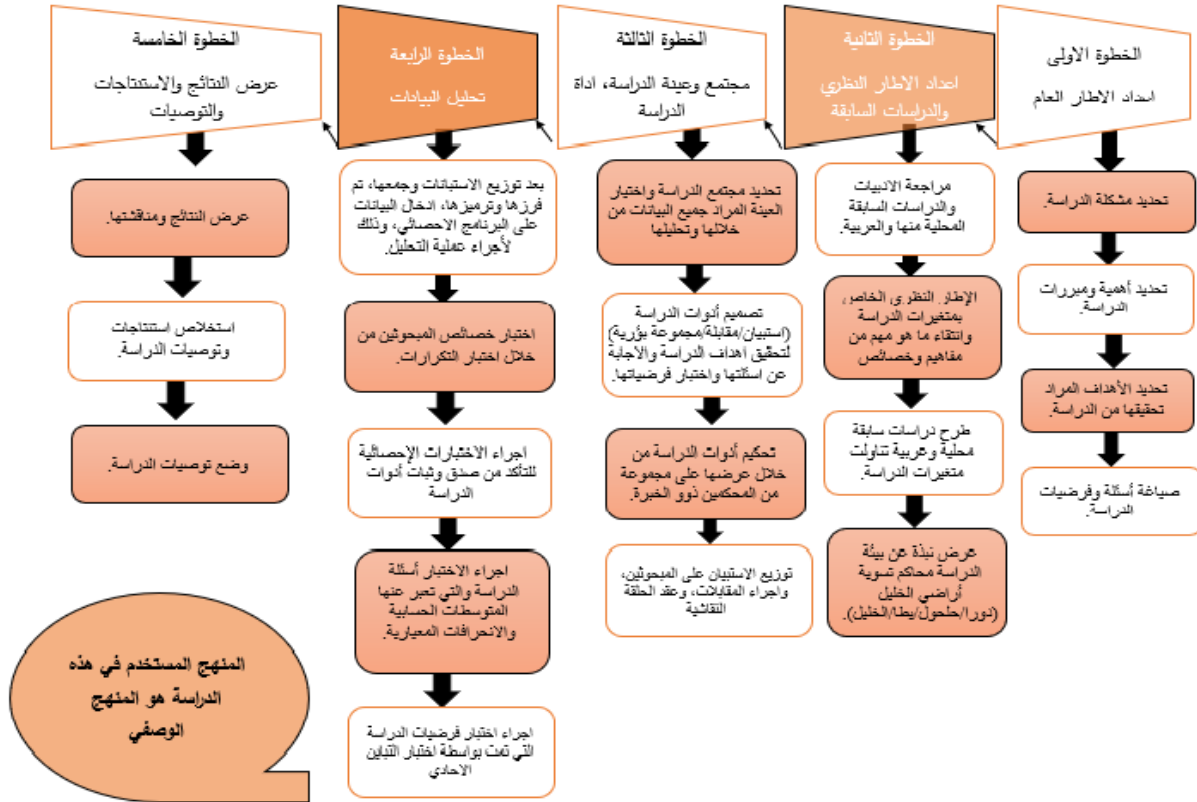 الخطوة الاولى
اعداد الاطار العام
تحديد مشكلة الدراسة.
تحديد أهمية ومبررات
الدراسة.
تحديد الأهداف المراد
تحقيقها من الدراسة.
صياغة أسئلة وفرضيات
الدراسة.
الخطوة الثانية
اعداد الاطار النظري
والدراسات السابقة
مراجعة الادبيات
والدراسات السابقة
المحلية منها والعربية.
الإطار النظري الخاص
بمتغيرات الدراسة
وانتقاء ما هو مهم من
مفاهيم وخصائص
طرح دراسات سابقة
محلية وعربية تناولت
متغيرات الدراسة.
عرض نبذة عن بيئة
الدراسة محاكم تسوية
أراضي الخليل
(دورا/حلحول/يطا/الخليل).
الخطوة الثالثة
مجتمع وعينة الدراسة، اداة
الدراسة
تحديد مجتمع الدراسة واختيار
العينة المراد جميع البيانات من
خلالها وتحليلها
تصميم أدوات الدراسة
(استبيان/مقابلة/مجموعة بؤرية)
لتحقيق اهداف الدراسة والاجابة
عن اسئلتها واختبار فرضياتها.
تحكيم أدوات الدراسة من
خلال عرضها على مجموعة
من المحكمين ذوو الخبرة.
توزيع الاستبيان على المبحوثين،
واجراء المقابلات، وعقد الحلقة
النقاشية
الخطوة الرابعة
تحليل البيانات
بعد توزيع الاستبانات وجمعها، تم
فرزها وترميزها، ادخال البيانات
على البرنامج الاحصائي، وذلك
لأجراء عملية التحليل.
اختبار خصائص المبحوثين من
خلال اختبار التكرارات.
اجراء الاختبارات الإحصائية
للتأكد من صدق وثبات أدوات
الدراسة
اجراء الاختبار أسئلة
الدراسة والتي تعبر عنها
المتوسطات الحسابية
والانحرافات المعيارية.
اجراء اختبار فرضيات الدراسة
التي تمت بواسطة اختبار التباين
الاحادي
الخطوة الخامسة
عرض النتائج والاستنتاجات
والتوصيات
عرض النتائج ومناقشتها.
استخلاص استنتاجات
وتوصيات الدراسة.
وضع توصيات الدراسة.
المنهج المستخدم في هذه
الدراسة هو المنهج
الوصفي